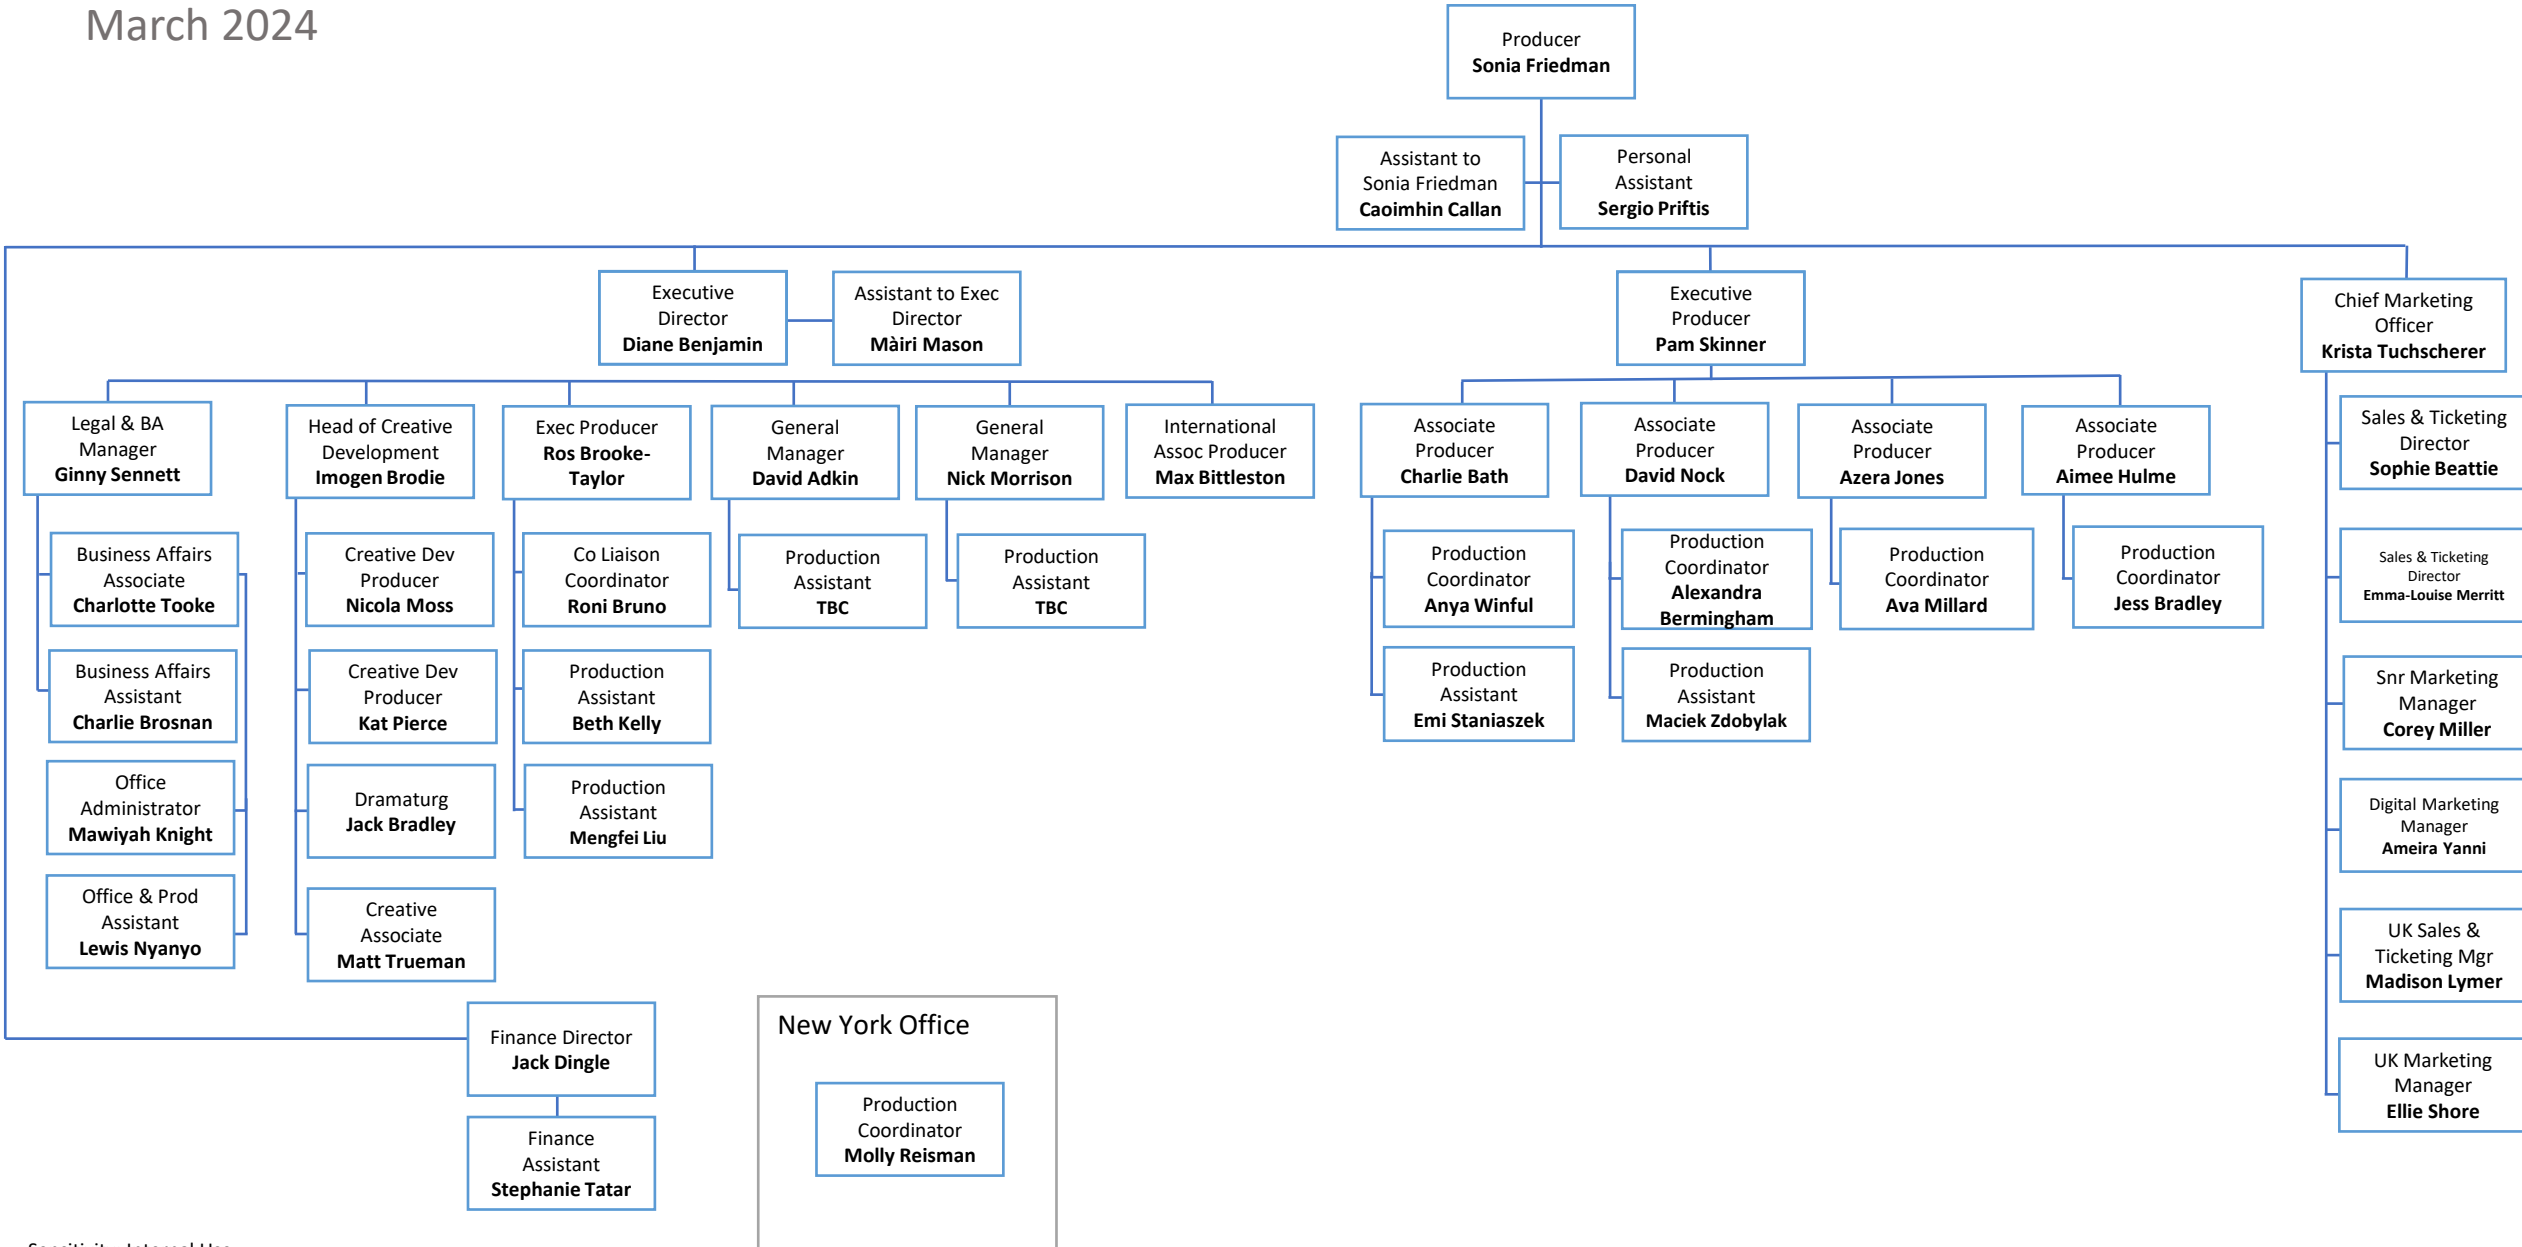 March 2024
Producer
Sonia Friedman
Assistant to
Sonia Friedman
Caoimhin Callan
Personal
Assistant
Sergio Priftis
Executive
Director
Diane Benjamin
Assistant to Exec
Director
Màiri Mason
Executive
Producer
Pam Skinner
Chief Marketing
Officer
Krista Tuchscherer
Legal & BA
Manager
Ginny Sennett
Head of Creative
Development
Imogen Brodie
Exec Producer
Ros Brooke-
Taylor
General
Manager
David Adkin
General
Manager
Nick Morrison
International
Assoc Producer
Max Bittleston
Associate
Producer
Charlie Bath
Associate
Producer
David Nock
Associate
Producer
Azera Jones
Associate
Producer
Aimee Hulme
Sales & Ticketing
Director
Sophie Beattie
Business Affairs
Associate
Charlotte Tooke
Creative Dev
Producer
Nicola Moss
Co Liaison
Coordinator
Roni Bruno
Production
Assistant
TBC
Production
Assistant
TBC
Production
Coordinator
Anya Winful
Production
Coordinator
Alexandra
Bermingham
Production
Coordinator
Ava Millard
Production
Coordinator
Jess Bradley
Sales & Ticketing
Director
Emma-Louise Merritt
Business Affairs
Assistant
Charlie Brosnan
Creative Dev
Producer
Kat Pierce
Production
Assistant
Beth Kelly
Production
Assistant
Emi Staniaszek
Production
Assistant
Maciek Zdobylak
Snr Marketing
Manager
Corey Miller
Office
Administrator
Mawiyah Knight
Dramaturg
Jack Bradley
Production
Assistant
Mengfei Liu
Digital Marketing
Manager
Ameira Yanni
Office & Prod
Assistant
Lewis Nyanyo
Creative
Associate
Matt Trueman
UK Sales &
Ticketing Mgr
Madison Lymer
Finance Director
Jack Dingle
New York Office
Production
Coordinator
Molly Reisman
UK Marketing
Manager
Ellie Shore
Finance
Assistant
Stephanie Tatar